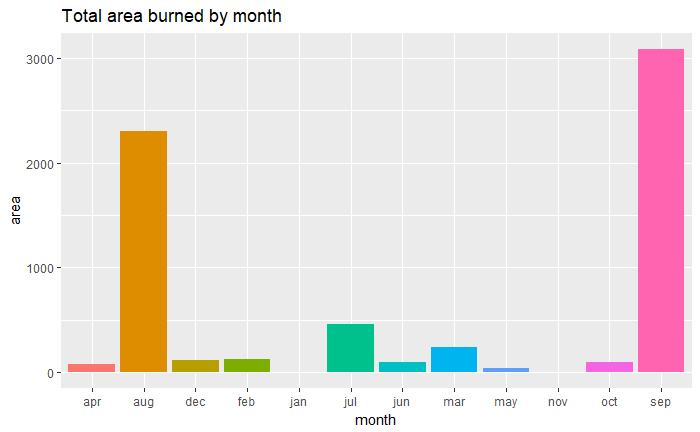 Total area burned by month
3000
2000
1000
0
area
apr aug dec feb jan jul jun mar may nov oct sep
month